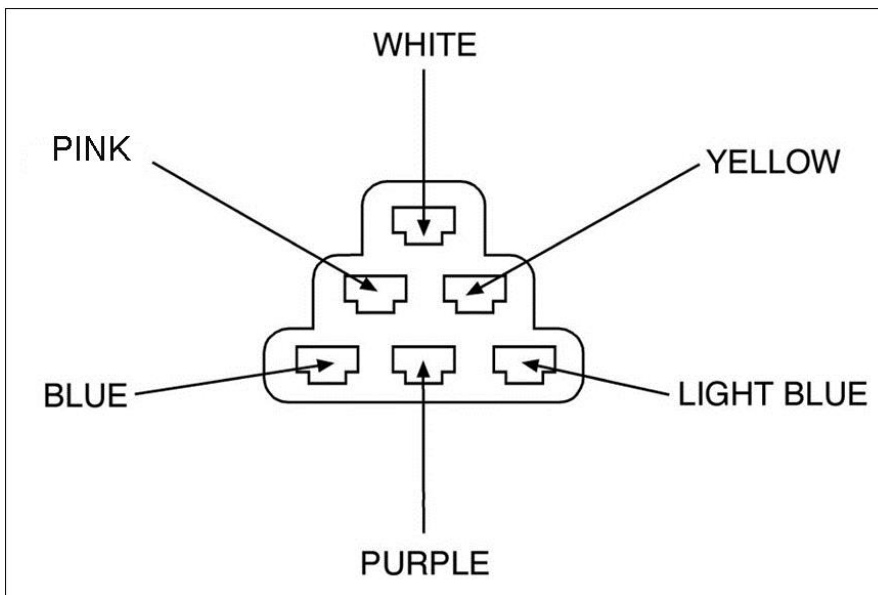 WHITE
PINK
YELLOW
BLUE
LIGHT BLUE
PURPLE